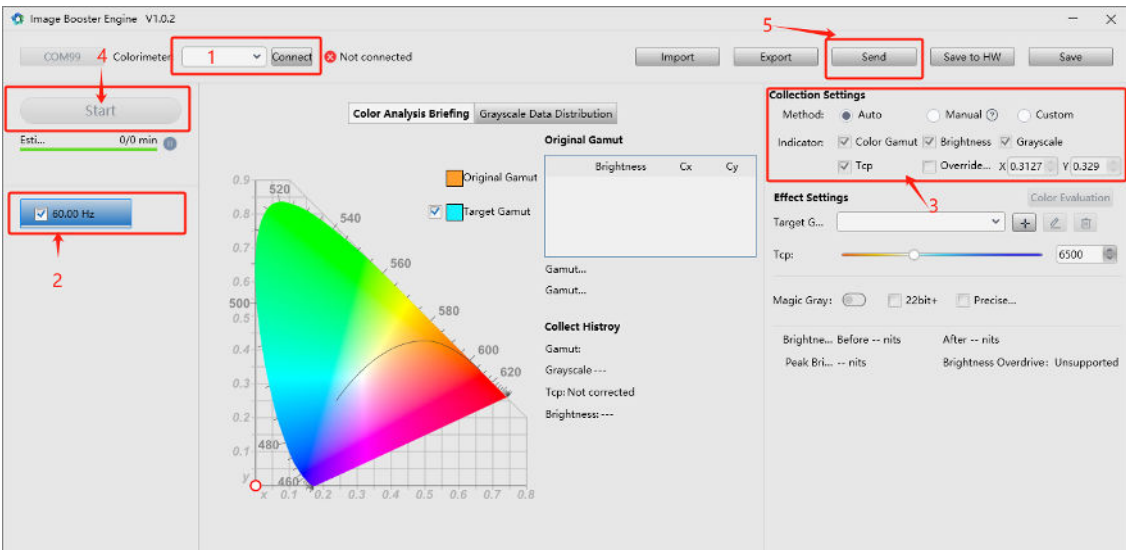 Image Booster Engine V1.0.2
5
COM99 4 Colorimeter 1 Connect Not connected Import Export Send Save to HW Save
Start
Esti... 0/0 min
60.00 Hz
2
Color Analysis Briefing Grayscale Data Distribution
Original Gamut
Target Gamut
0.9
0.8
0.7
0.6
0.5
0.4
0.3
0.2
0.1
y
x 0.1 0.2 0.3 0.4 0.5 0.6 0.7 0.8
520
540
560
580
600
620
500
480
460
Original Gamut
Brightness Cx Cy
Gamut...
Gamut...
Collect Histroy
Gamut:
Grayscale ---
Tcp: Not corrected
Brightness: ---
Collection Settings
Method: Auto Manual ? Custom
Indicator: Color Gamut Brightness Grayscale
Tcp Override... X 0.3127 Y 0.329
3
Effect Settings Color Evaluation
Target G...
Tcp: 6500
Magic Gray: 22bit+ Precise...
Brightne... Before -- nits After -- nits
Peak Bri... -- nits Brightness Overdrive: Unsupported